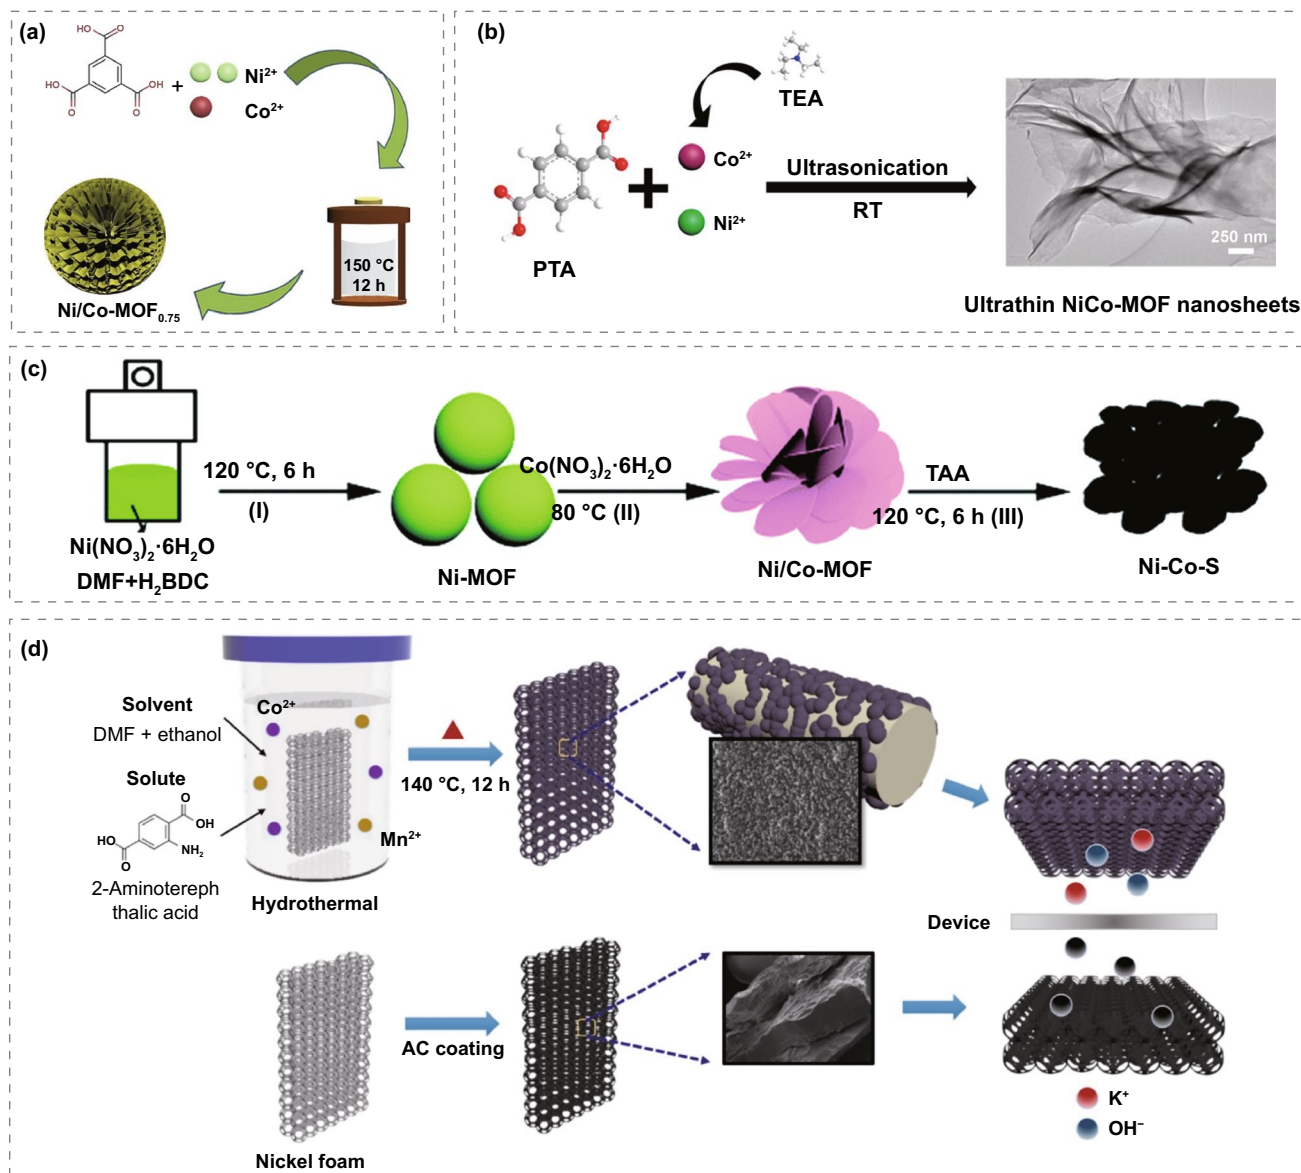 (a)
HO
O
O
OH
HO
O
+
Ni²⁺
Co²⁺
150 °C
12 h
Ni/Co-MOF₀.₇₅
(b)
TEA
PTA
+
Co²⁺
Ni²⁺
Ultrasonication
RT
250 nm
Ultrathin NiCo-MOF nanosheets
(c)
Ni(NO₃)₂·6H₂O
DMF+H₂BDC
120 °C, 6 h
(I)
Ni-MOF
Co(NO₃)₂·6H₂O
80 °C (II)
Ni/Co-MOF
TAA
120 °C, 6 h (III)
Ni-Co-S
(d)
Solvent
DMF + ethanol
Solute
O
OH
HO
NH₂
O
2-Aminotereph
thalic acid
Co²⁺
Mn²⁺
Hydrothermal
140 °C, 12 h
Device
Nickel foam
AC coating
K⁺
OH⁻